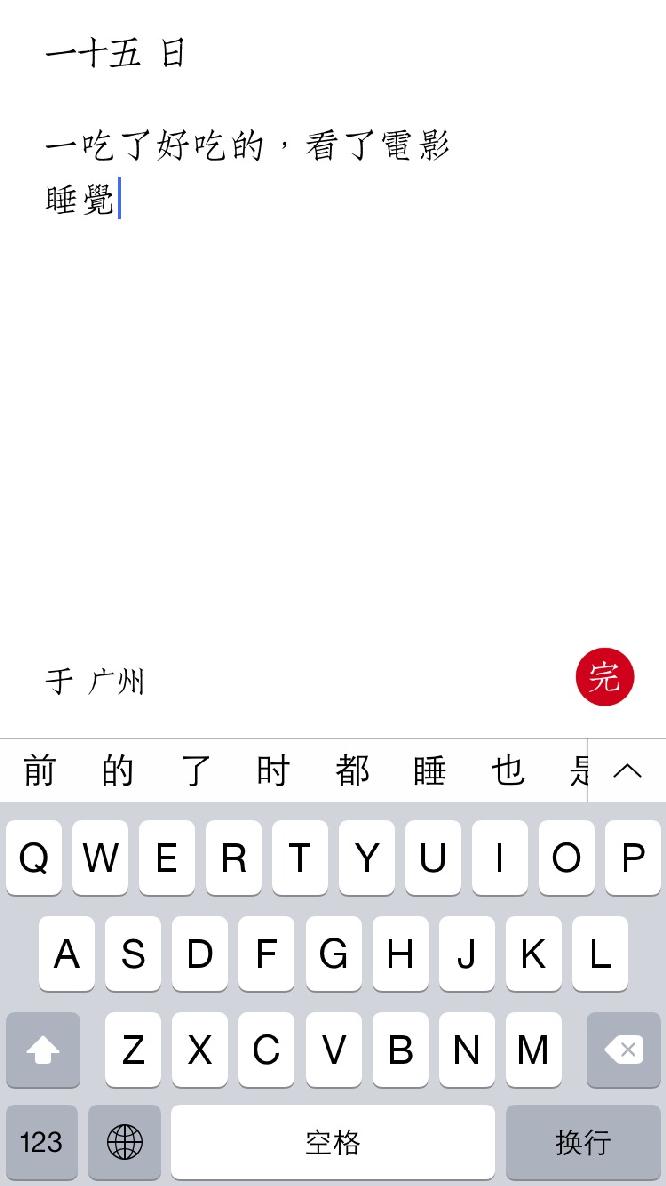 一十五 日
一吃了好吃的，看了電影
睡覺
于 广州
完
前 的 了 时 都 睡 也 是
Q W E R T Y U I O P
A S D F G H J K L
Z X C V B N M
123 空格 换行